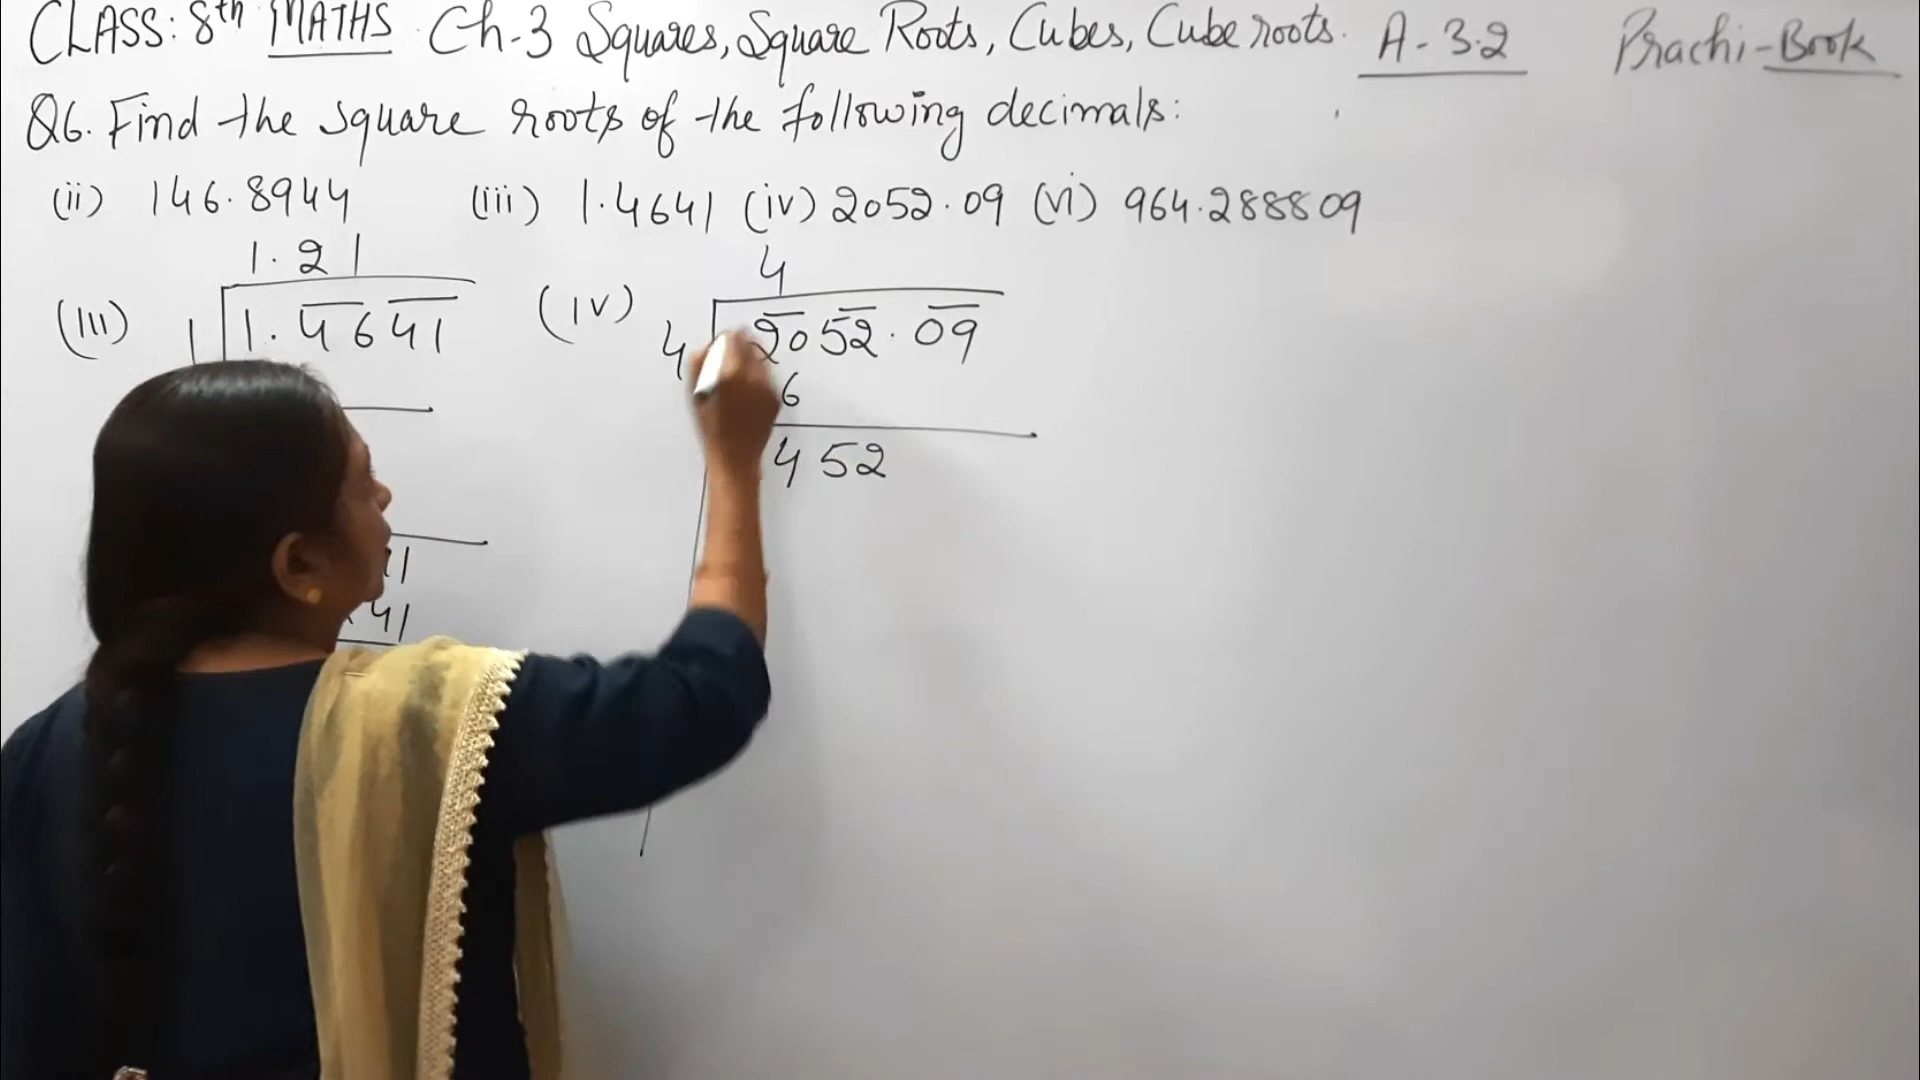 CLASS: 8th MATHS Ch-3 Squares, Square Roots, Cubes, Cube roots. A-3.2 Prachi-Book
Q6. Find the square roots of the following decimals:
(ii) 146.8944 (iii) 1.4641 (iv) 2052.09 (vi) 964.288809
1.21
(III) 1 1.4641
4
(iv) 4 2052.09
6
452
1
41